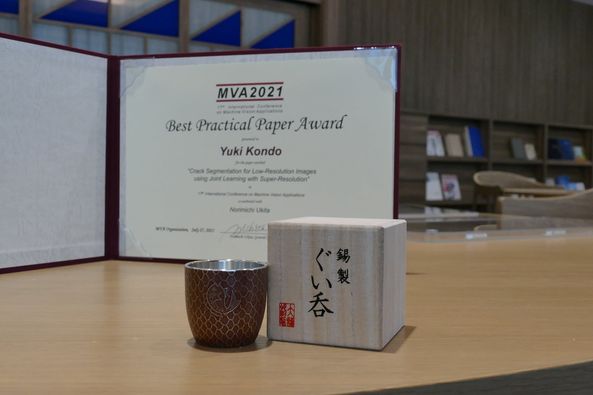 MVA2021
17th International Conference
on Machine Vision Applications
Best Practical Paper Award
presented to
Yuki Kondo
for the paper entitled
"Crack Segmentation for Low-Resolution Images
using Joint Learning with Super-Resolution"
at
17th International Conference on Machine Vision Applications
co-authored with
Norimichi Ukita
MVA Organization, July 27, 2021
錫製
ぐい呑